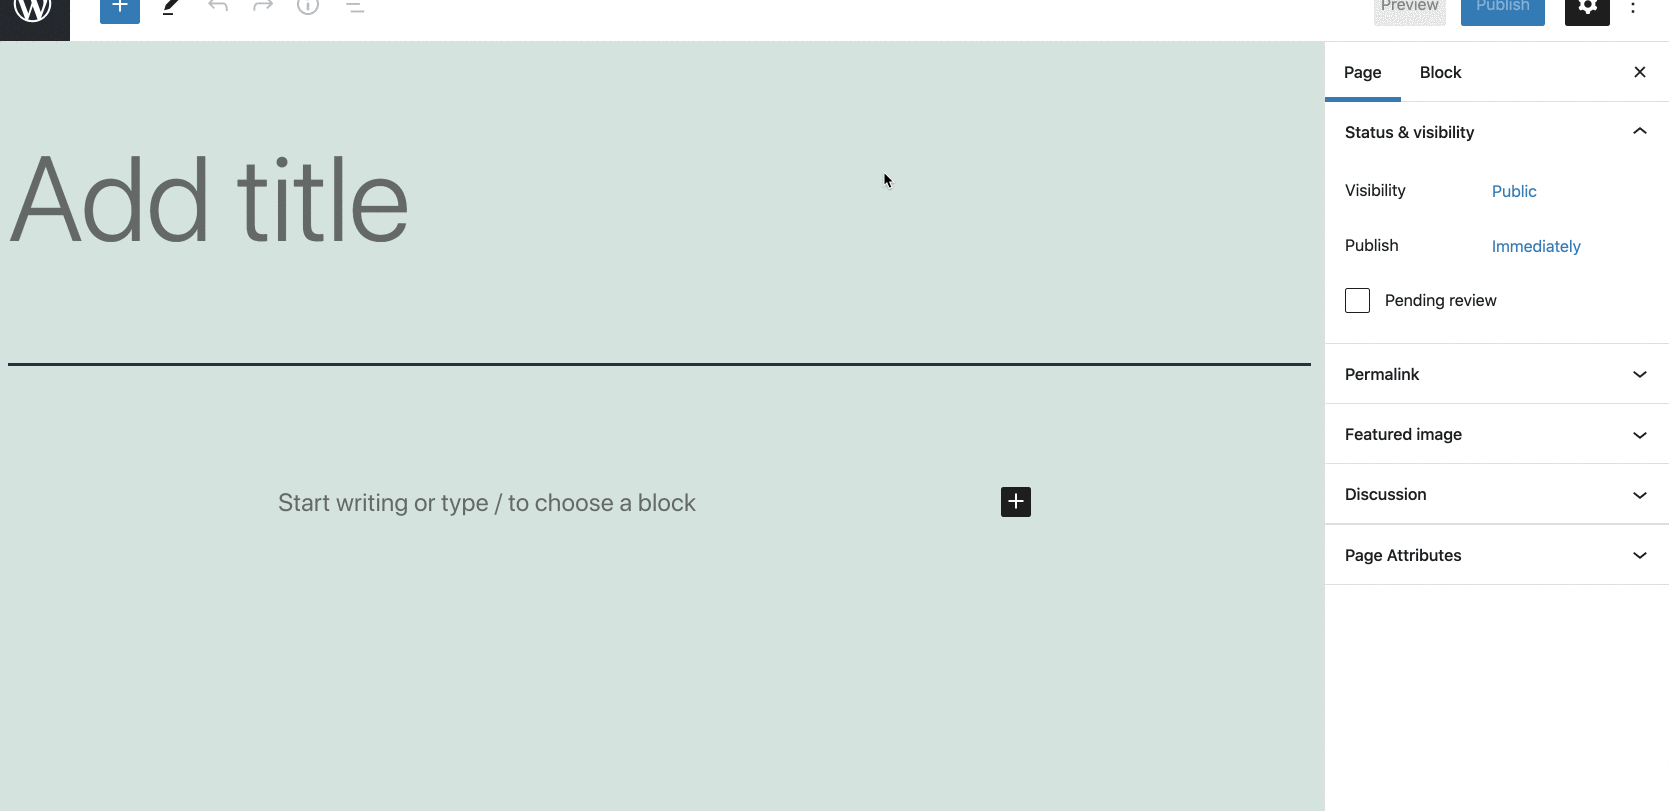 Preview Publish
Add title
Start writing or type / to choose a block
Page Block
Status & visibility
Visibility Public
Publish Immediately
Pending review
Permalink
Featured image
Discussion
Page Attributes